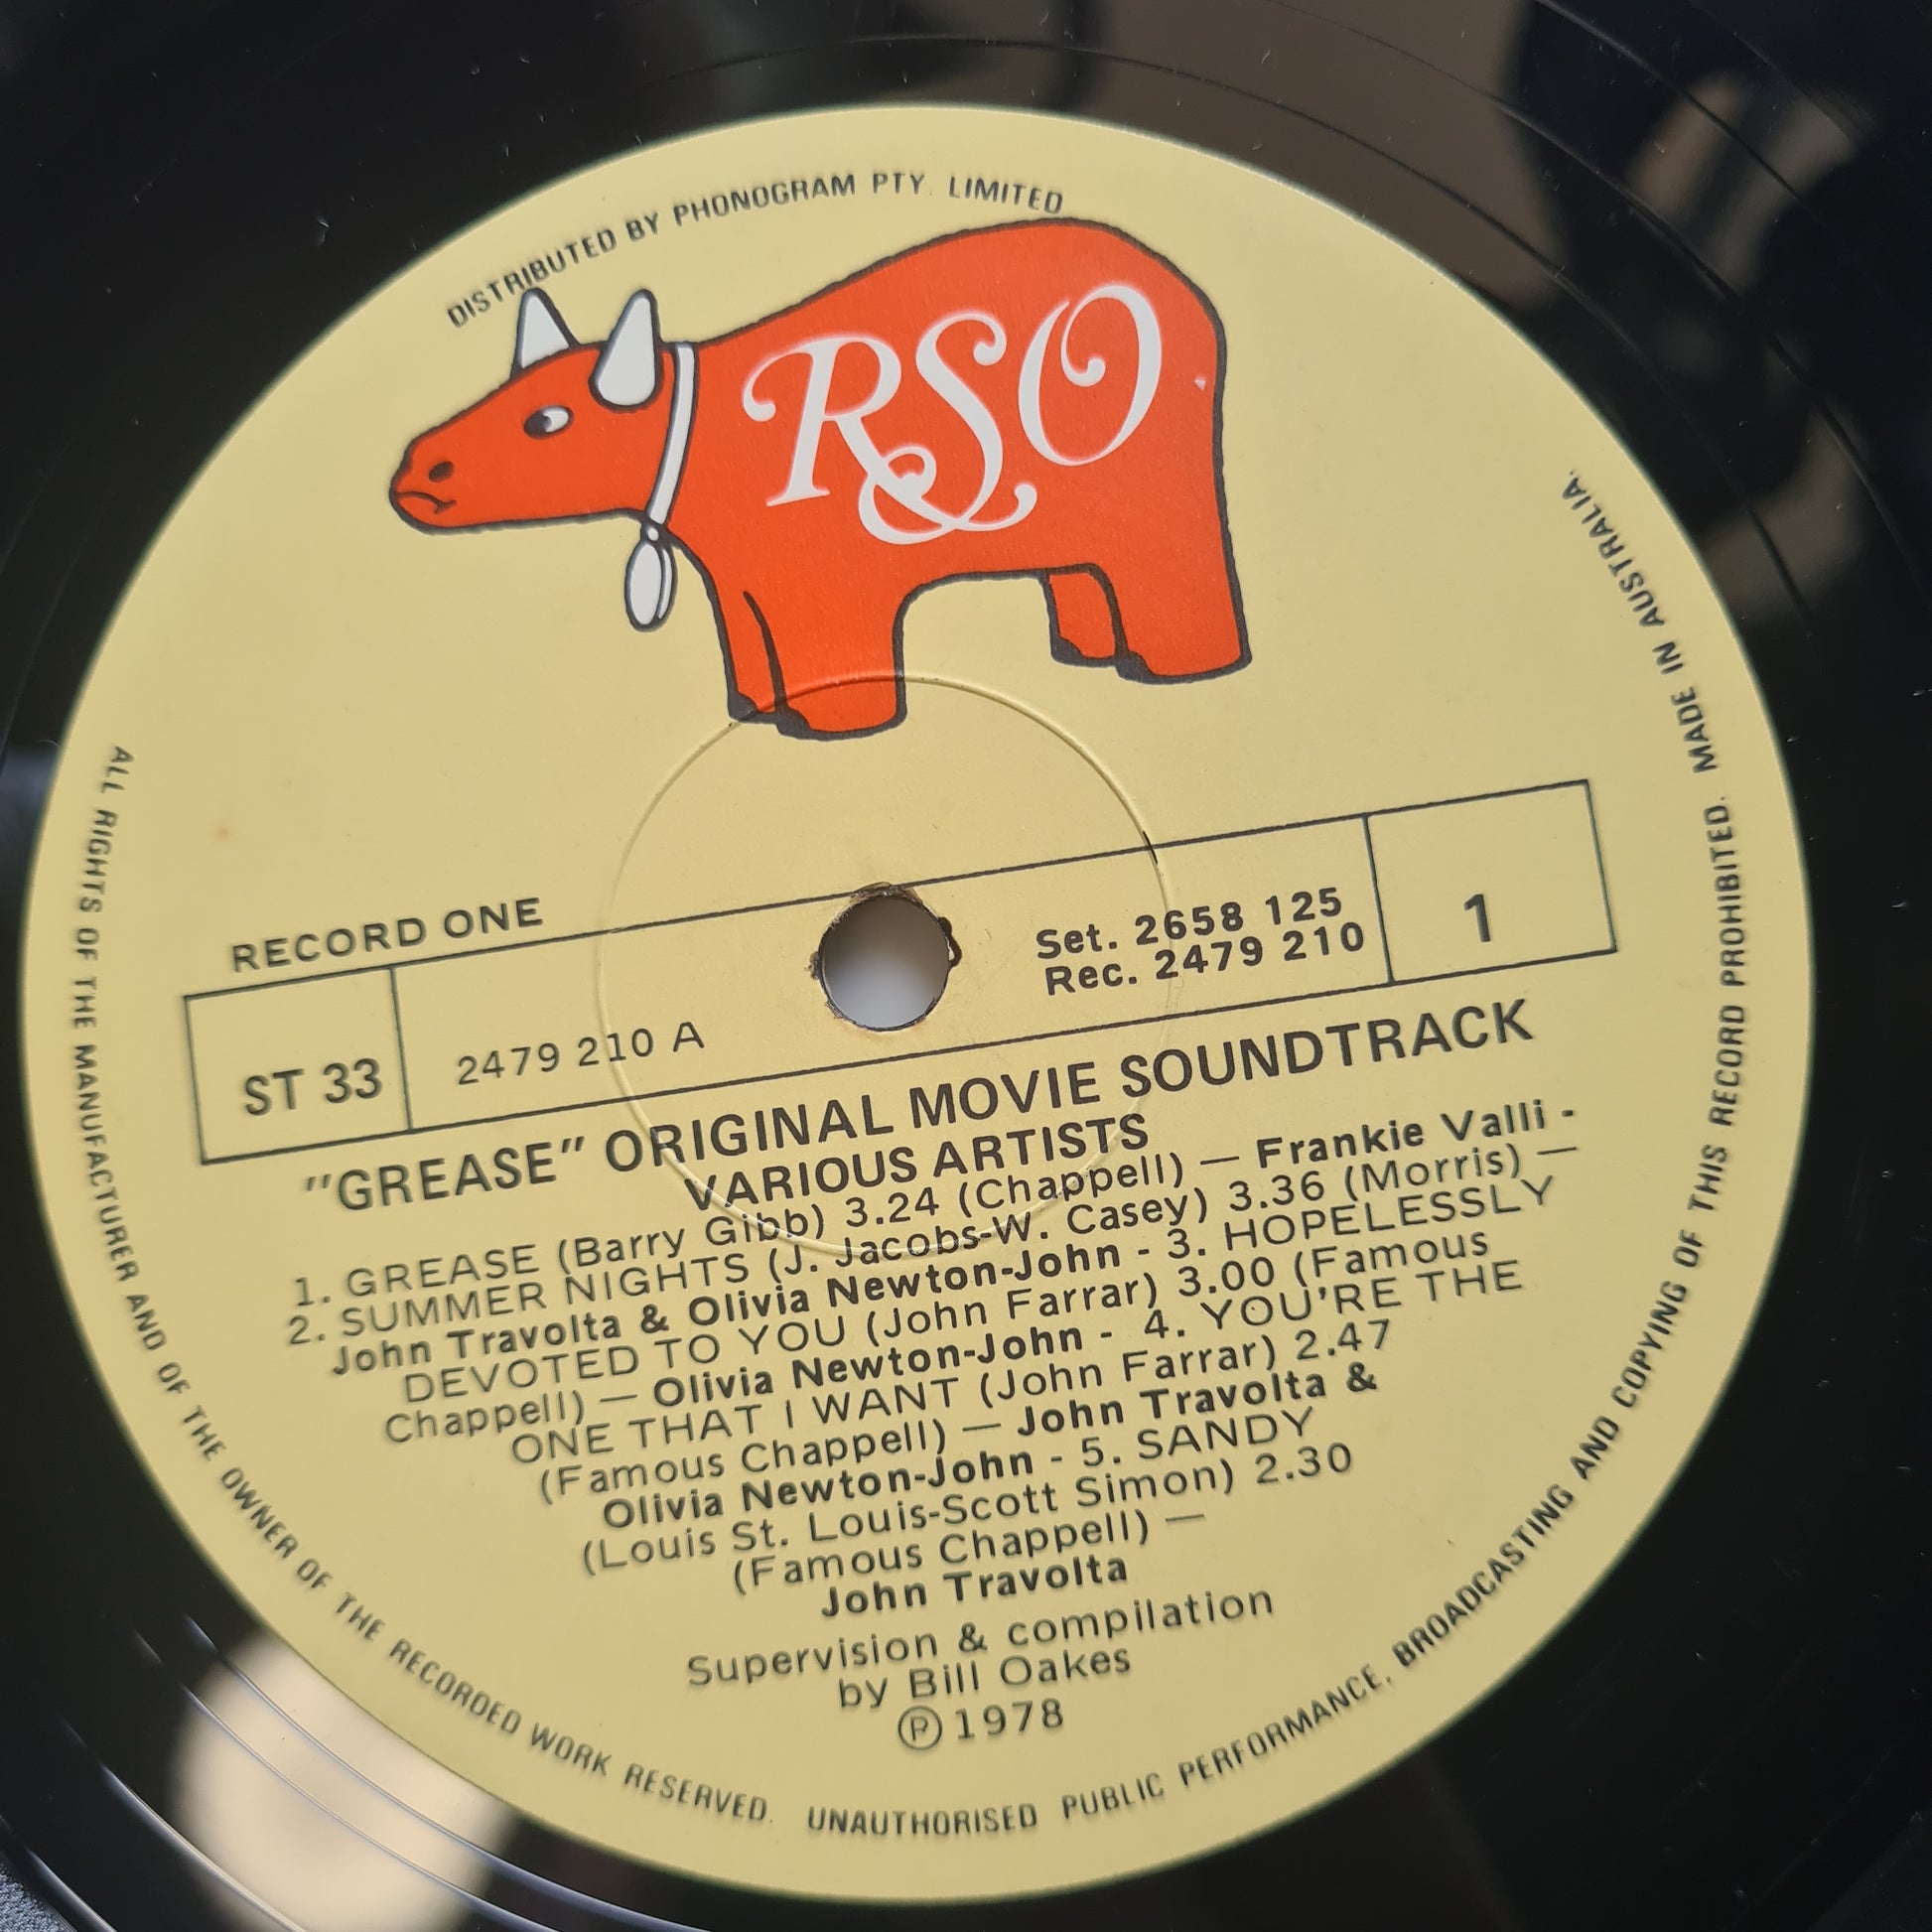 DISTRIBUTED BY PHONOGRAM PTY. LIMITED
RSO
RECORD ONE
ST 33
2479 210 A
Set. 2658 125
Rec. 2479 210
1
"GREASE" ORIGINAL MOVIE SOUNDTRACK
VARIOUS ARTISTS
1. GREASE (Barry Gibb) 3.24 (Chappell) — Frankie Valli -
2. SUMMER NIGHTS (J. Jacobs-W. Casey) 3.36 (Morris) —
John Travolta & Olivia Newton-John - 3. HOPELESSLY
DEVOTED TO YOU (John Farrar) 3.00 (Famous
Chappell) — Olivia Newton-John - 4. YOU'RE THE
ONE THAT I WANT (John Farrar) 2.47
(Famous Chappell) — John Travolta &
Olivia Newton-John - 5. SANDY
(Louis St. Louis-Scott Simon) 2.30
(Famous Chappell) —
John Travolta
Supervision & compilation
by Bill Oakes
Ⓟ 1978
ALL RIGHTS OF THE MANUFACTURER AND OF THE OWNER OF THE RECORDED WORK RESERVED. UNAUTHORISED PUBLIC PERFORMANCE, BROADCASTING AND COPYING OF THIS RECORD PROHIBITED. MADE IN AUSTRALIA.